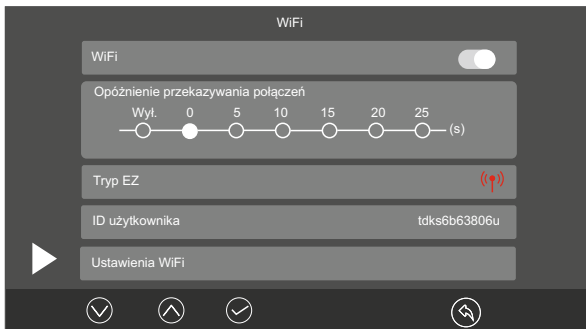 WiFi
WiFi
Opóźnienie przekazywania połączeń
Wył. 0 5 10 15 20 25
(s)
Tryp EZ
ID użytkownika tdks6b63806u
Ustawienia WiFi